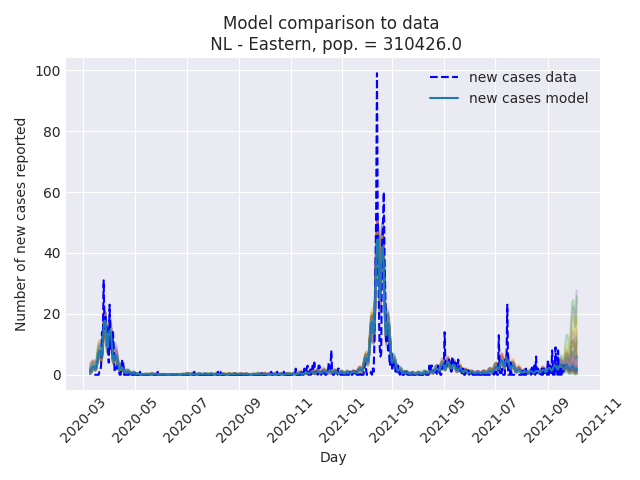 Model comparison to data
NL - Eastern, pop. = 310426.0
new cases data
new cases model
Number of new cases reported
100
80
60
40
20
0
2020-03
2020-05
2020-07
2020-09
2020-11
2021-01
2021-03
2021-05
2021-07
2021-09
2021-11
Day